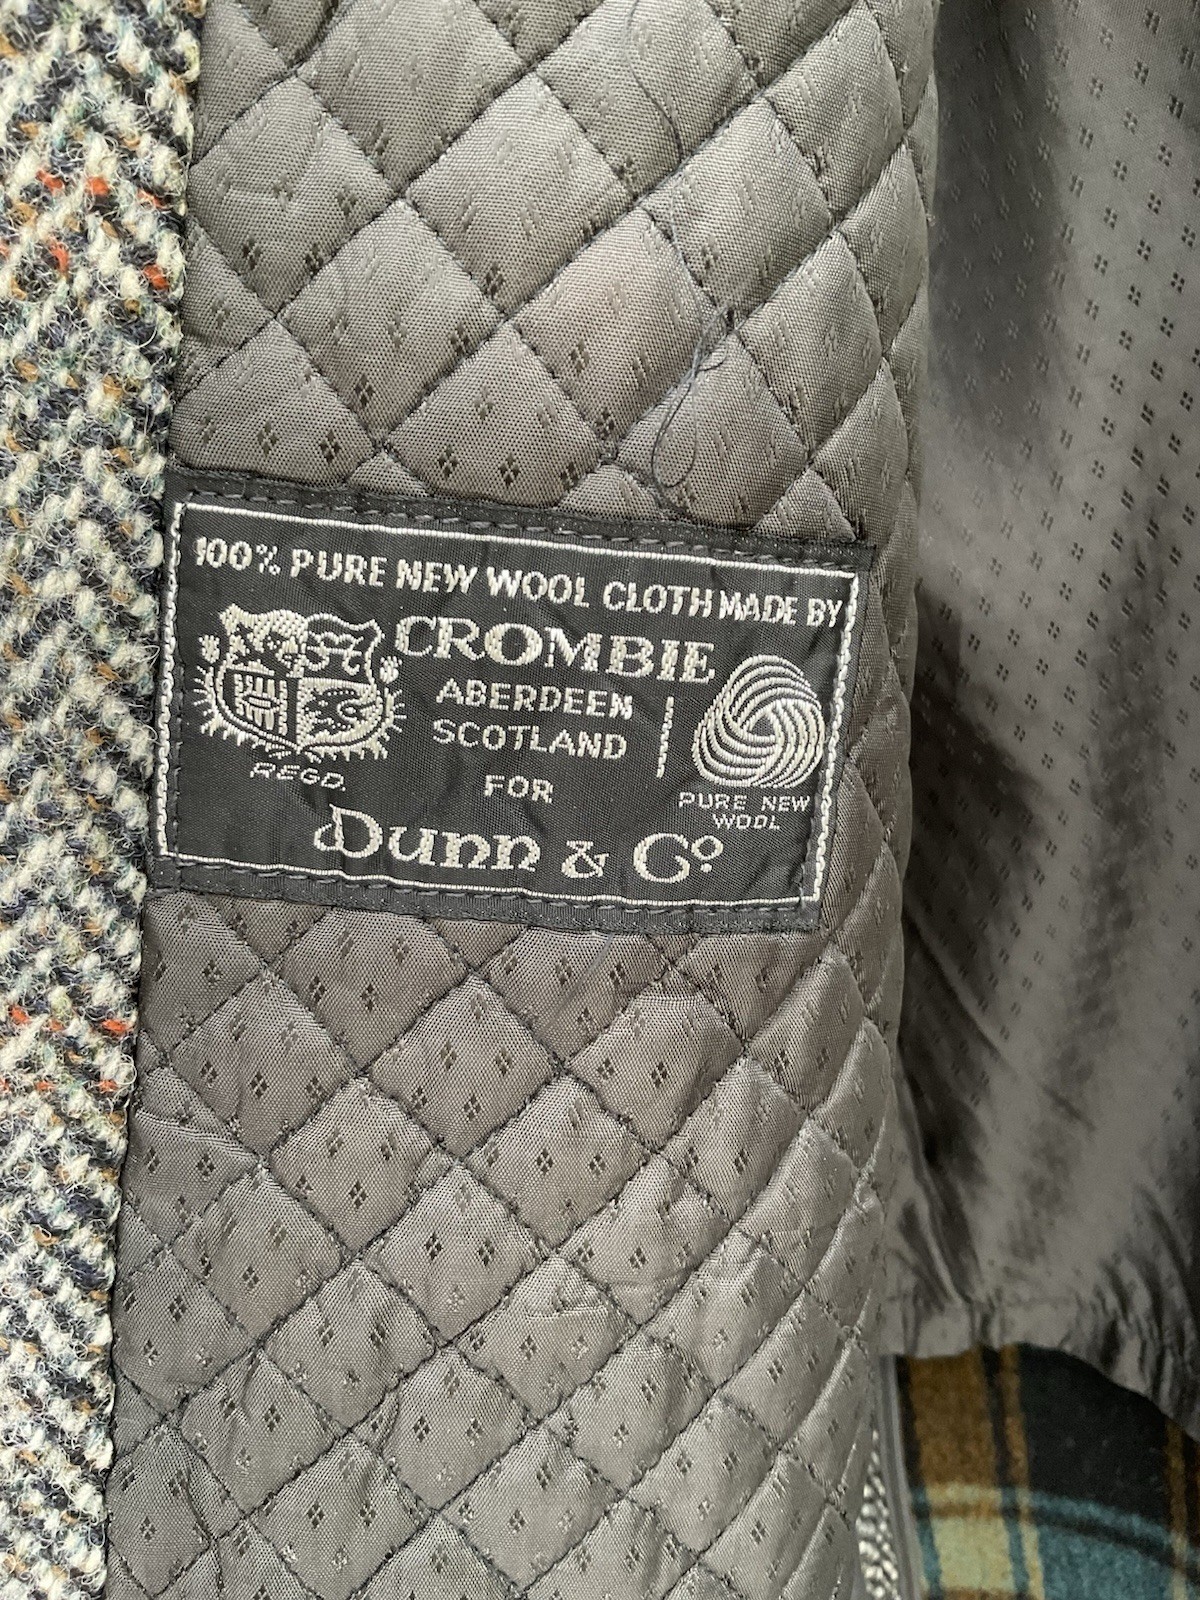 100% PURE NEW WOOL CLOTH MADE BY
CROMBIE
ABERDEEN
SCOTLAND
REGD.
FOR
PURE NEW
WOOL
Dunn & Co.